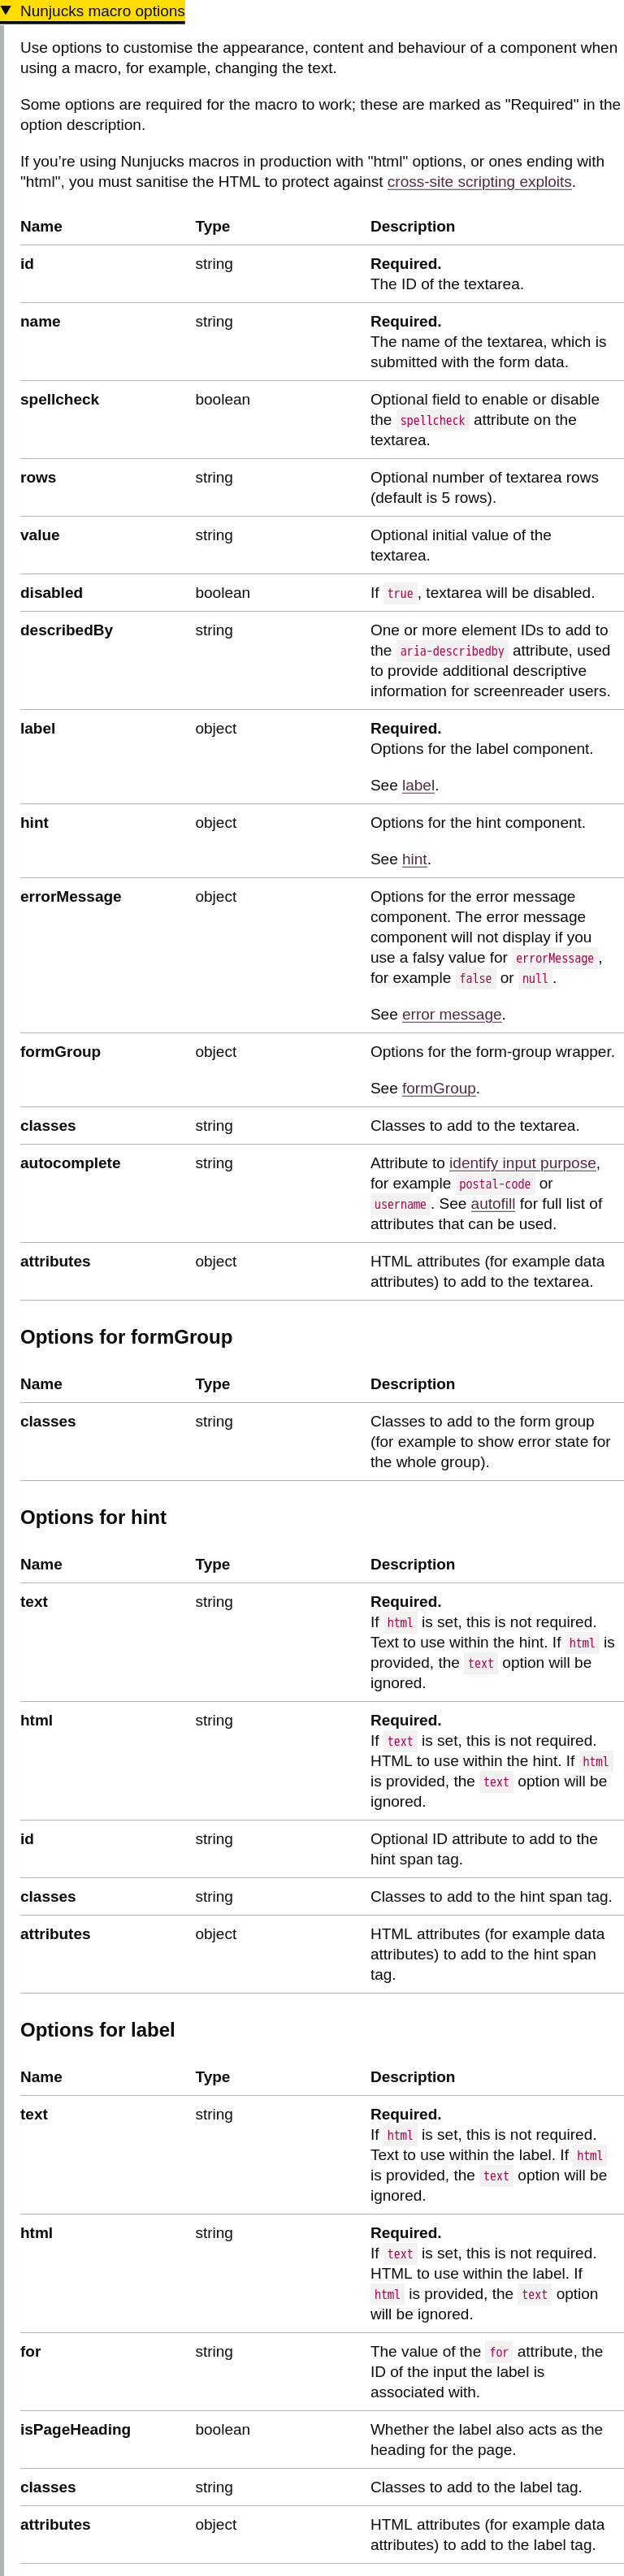 ▼ Nunjucks macro options
Use options to customise the appearance, content and behaviour of a component when
using a macro, for example, changing the text.
Some options are required for the macro to work; these are marked as "Required" in the
option description.
If you’re using Nunjucks macros in production with "html" options, or ones ending with
"html", you must sanitise the HTML to protect against cross-site scripting exploits.
Name Type Description
id string Required.
The ID of the textarea.
name string Required.
The name of the textarea, which is
submitted with the form data.
spellcheck boolean Optional field to enable or disable
the spellcheck attribute on the
textarea.
rows string Optional number of textarea rows
(default is 5 rows).
value string Optional initial value of the
textarea.
disabled boolean If true, textarea will be disabled.
describedBy string One or more element IDs to add to
the aria-describedby attribute, used
to provide additional descriptive
information for screenreader users.
label object Required.
Options for the label component.
See label.
hint object Options for the hint component.
See hint.
errorMessage object Options for the error message
component. The error message
component will not display if you
use a falsy value for errorMessage,
for example false or null.
See error message.
formGroup object Options for the form-group wrapper.
See formGroup.
classes string Classes to add to the textarea.
autocomplete string Attribute to identify input purpose,
for example postal-code or
username. See autofill for full list of
attributes that can be used.
attributes object HTML attributes (for example data
attributes) to add to the textarea.
Options for formGroup
Name Type Description
classes string Classes to add to the form group
(for example to show error state for
the whole group).
Options for hint
Name Type Description
text string Required.
If html is set, this is not required.
Text to use within the hint. If html is
provided, the text option will be
ignored.
html string Required.
If text is set, this is not required.
HTML to use within the hint. If html
is provided, the text option will be
ignored.
id string Optional ID attribute to add to the
hint span tag.
classes string Classes to add to the hint span tag.
attributes object HTML attributes (for example data
attributes) to add to the hint span
tag.
Options for label
Name Type Description
text string Required.
If html is set, this is not required.
Text to use within the label. If html
is provided, the text option will be
ignored.
html string Required.
If text is set, this is not required.
HTML to use within the label. If
html is provided, the text option
will be ignored.
for string The value of the for attribute, the
ID of the input the label is
associated with.
isPageHeading boolean Whether the label also acts as the
heading for the page.
classes string Classes to add to the label tag.
attributes object HTML attributes (for example data
attributes) to add to the label tag.